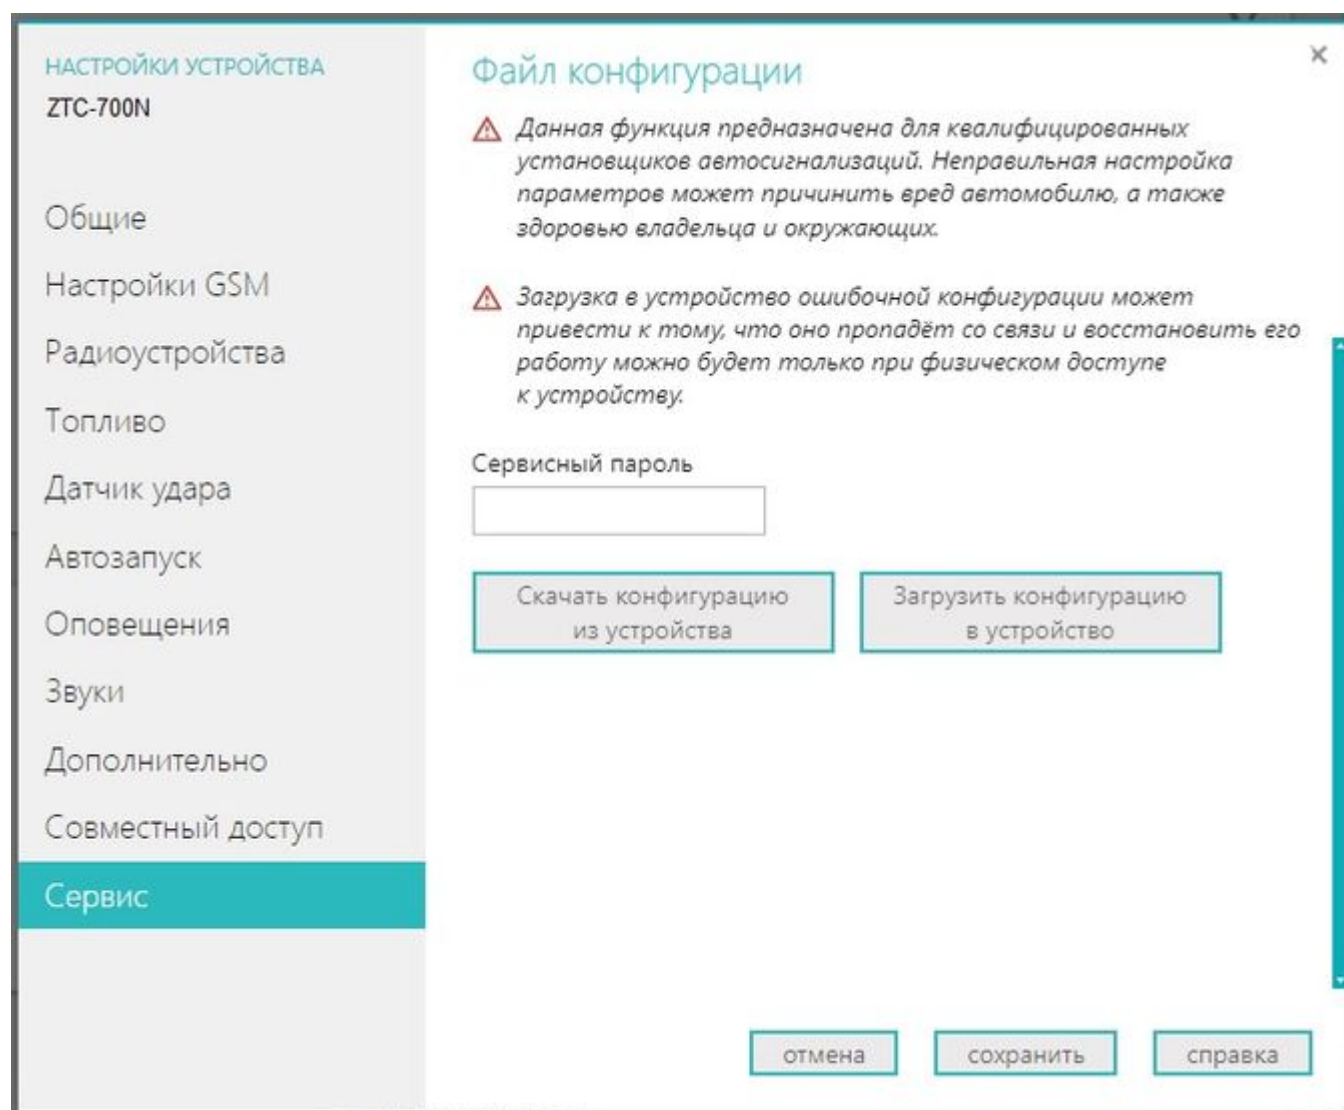 НАСТРОЙКИ УСТРОЙСТВА
ZTC-700N
Общие
Настройки GSM
Радиоустройства
Топливо
Датчик удара
Автозапуск
Оповещения
Звуки
Дополнительно
Совместный доступ
Сервис
Файл конфигурации
Данная функция предназначена для квалифицированных
установщиков автосигнализаций. Неправильная настройка
параметров может причинить вред автомобилю, а также
здоровью владельца и окружающих.
Загрузка в устройство ошибочной конфигурации может
привести к тому, что оно пропадёт со связи и восстановить его
работу можно будет только при физическом доступе
к устройству.
Сервисный пароль
Скачать конфигурацию
из устройства
Загрузить конфигурацию
в устройство
отмена
сохранить
справка